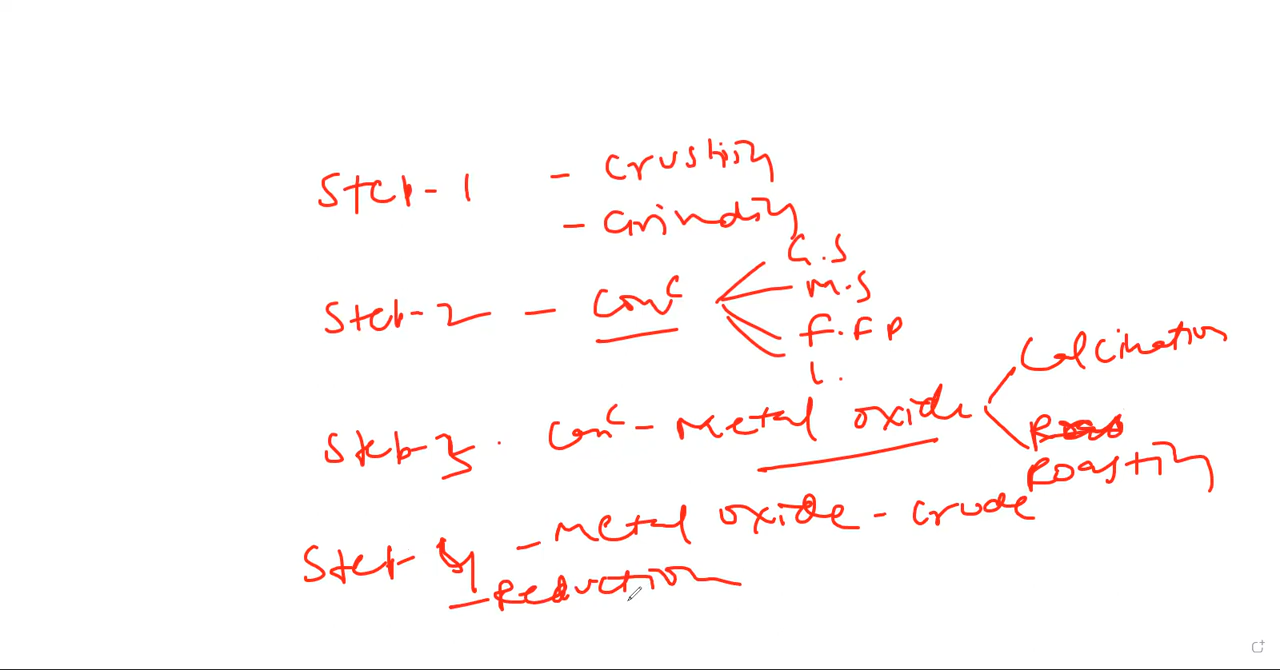 Step-1 - Crushing
- Grinding
G.S
Step-2 - Conc M.S
F.F P
L.
Calcination
Step-3. Conc - Metal oxide
Roasting
Step-4 - Metal oxide - Crude
- Reduction